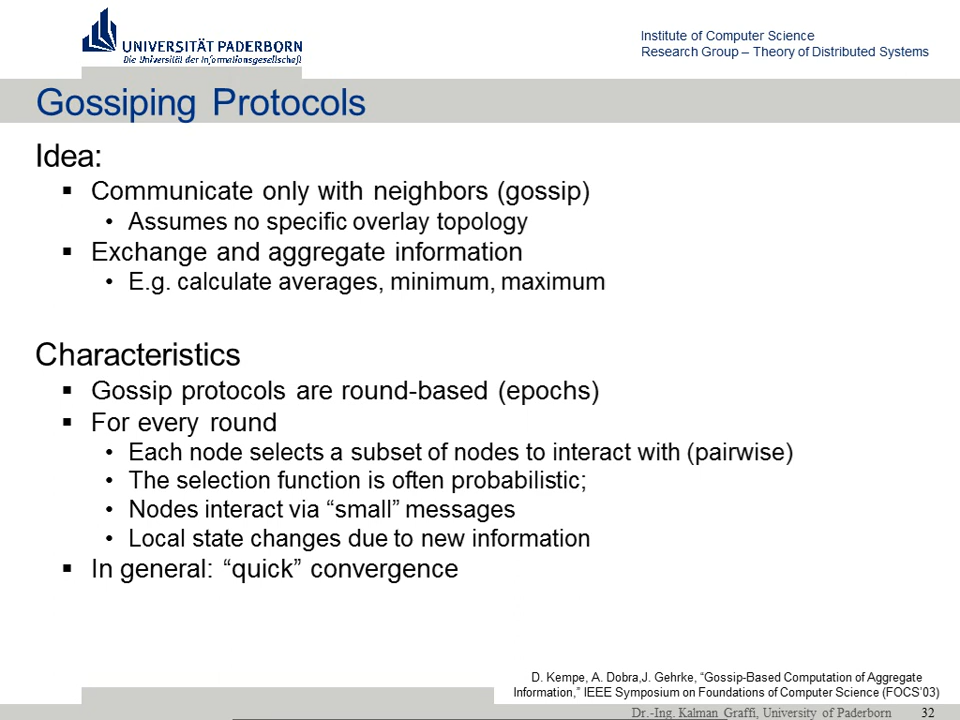 UNIVERSITÄT PADERBORN
Die Universität der Informationsgesellschaft
Institute of Computer Science
Research Group – Theory of Distributed Systems
Gossiping Protocols
Idea:
Communicate only with neighbors (gossip)
Assumes no specific overlay topology
Exchange and aggregate information
E.g. calculate averages, minimum, maximum
Characteristics
Gossip protocols are round-based (epochs)
For every round
Each node selects a subset of nodes to interact with (pairwise)
The selection function is often probabilistic;
Nodes interact via “small” messages
Local state changes due to new information
In general: “quick” convergence
D. Kempe, A. Dobra,J. Gehrke, “Gossip-Based Computation of Aggregate
Information,” IEEE Symposium on Foundations of Computer Science (FOCS’03)
Dr.-Ing. Kalman Graffi, University of Paderborn 32